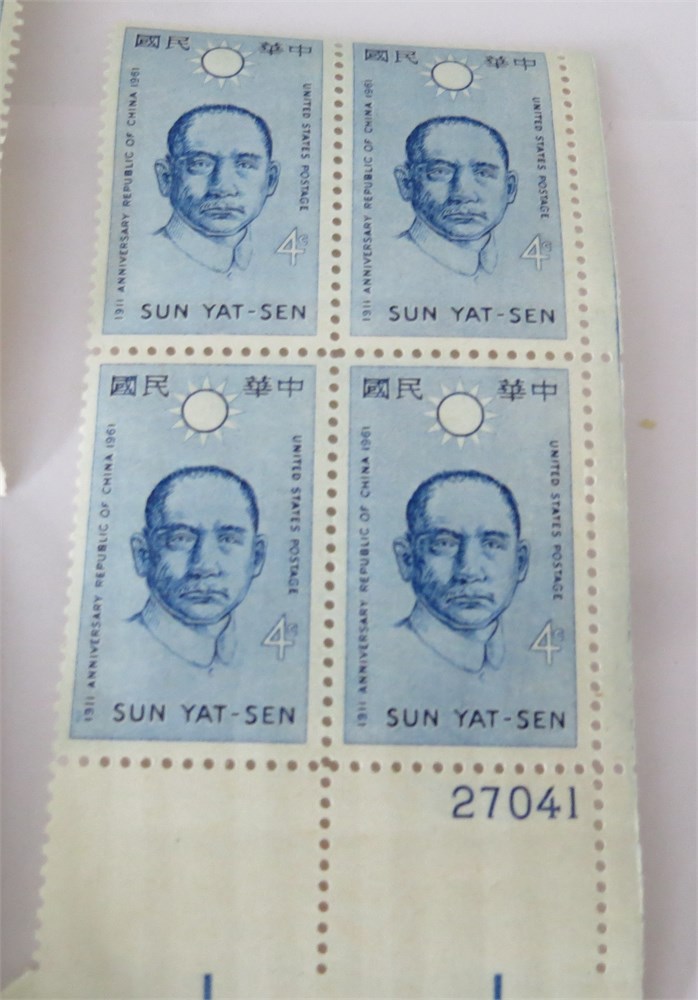 國民 華中
1911 ANNIVERSARY REPUBLIC OF CHINA 1961
UNITED STATES POSTAGE
4¢
SUN YAT-SEN
國民 華中
1911 ANNIVERSARY REPUBLIC OF CHINA 1961
UNITED STATES POSTAGE
4¢
SUN YAT-SEN
國民 華中
1911 ANNIVERSARY REPUBLIC OF CHINA 1961
UNITED STATES POSTAGE
4¢
SUN YAT-SEN
國民 華中
1911 ANNIVERSARY REPUBLIC OF CHINA 1961
UNITED STATES POSTAGE
4¢
SUN YAT-SEN
27041